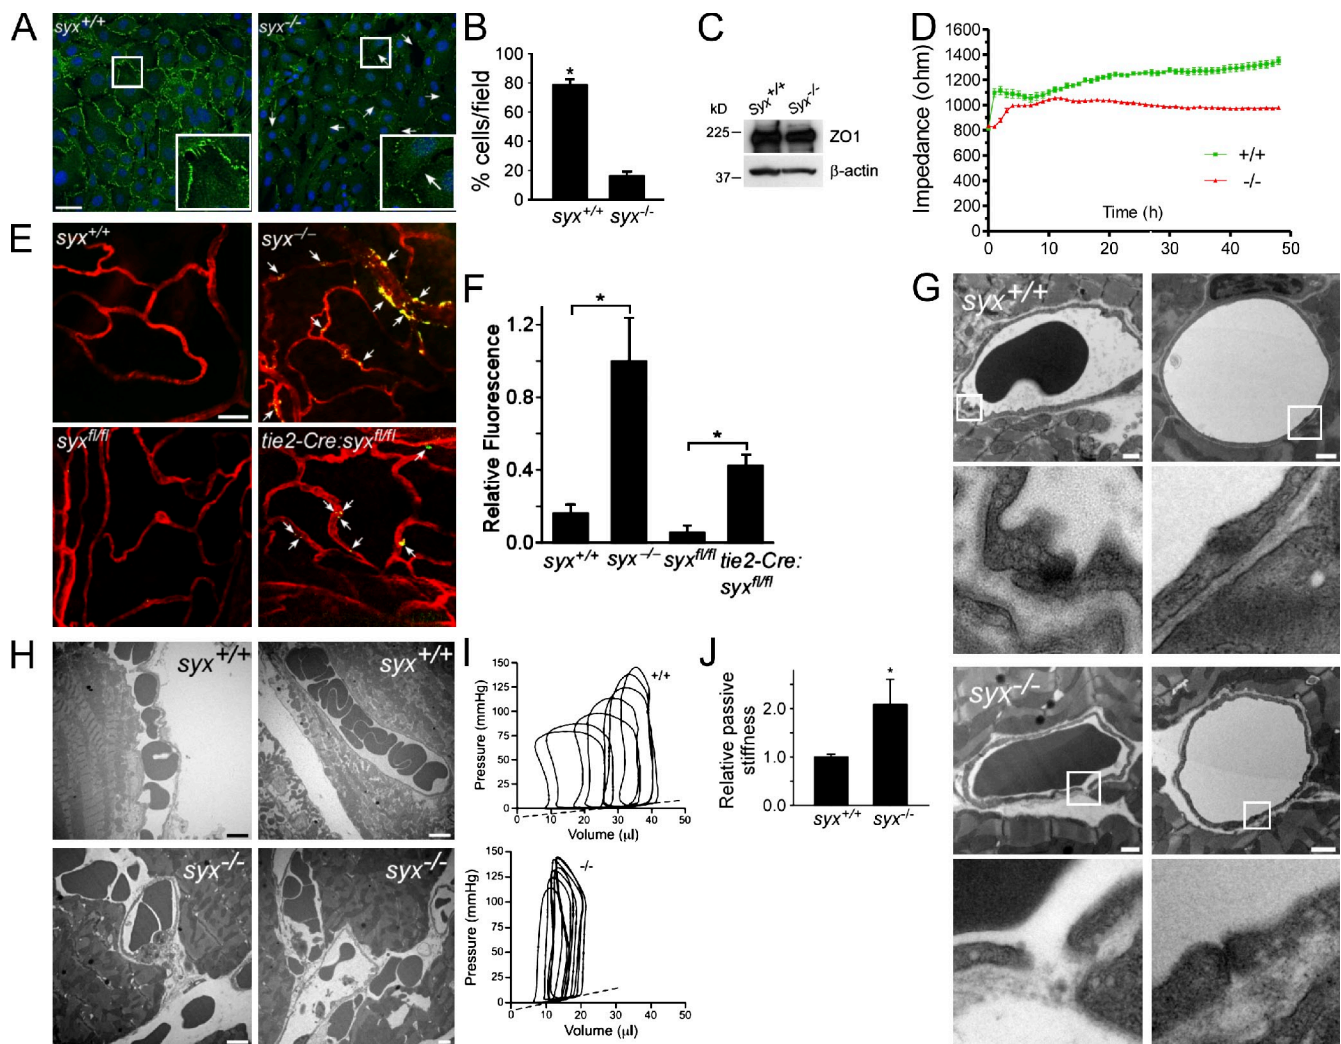 A
syx+/+
syx-/-
B
% cells/field
100
80
60
40
20
0
*
syx+/+ syx-/-
C
kD
Syx+/+ Syx-/-
225
ZO1
37
β-actin
D
Impedance (ohm)
1600
1400
1200
1000
800
600
400
200
0
+/+
-/-
Time (h)
0 10 20 30 40 50
E
syx+/+
syx–/–
syxfl/fl
tie2-Cre:syxfl/fl
F
Relative Fluorescence
1.2
0.8
0.4
0.0
*
*
syx+/+ syx–/– syxfl/fl tie2-Cre:
syxfl/fl
G
syx+/+
syx-/-
H
syx+/+
syx+/+
syx-/-
syx-/-
I
Pressure (mmHg)
150
125
100
75
50
25
0
+/+
0 10 20 30 40 50
Volume (µl)
Pressure (mmHg)
150
125
100
75
50
25
0
-/-
0 10 20 30 40 50
Volume (µl)
J
Relative passive
stiffness
2.0
1.0
0.0
*
syx+/+ syx-/-